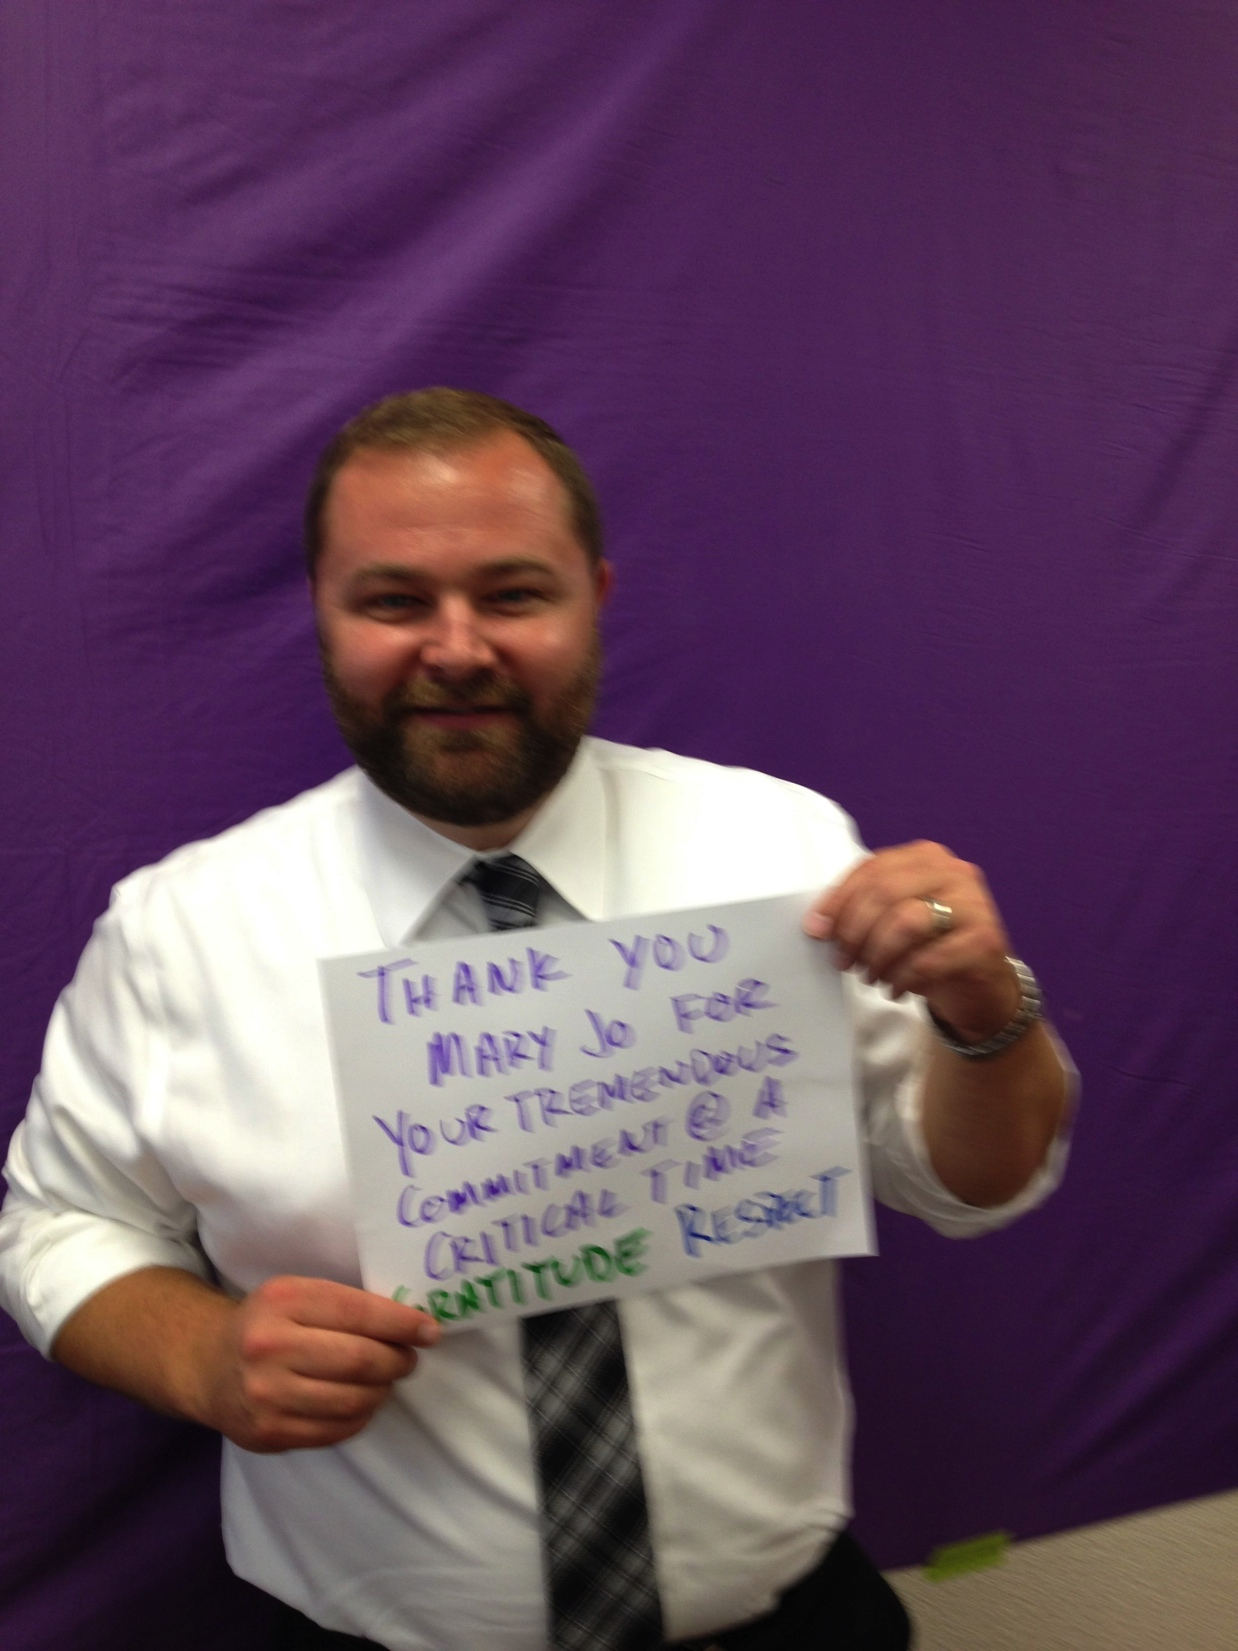 THANK YOU
MARY JO FOR
YOUR TREMENDOUS
COMMITMENT @ A
CRITICAL TIME
GRATITUDE RESPECT